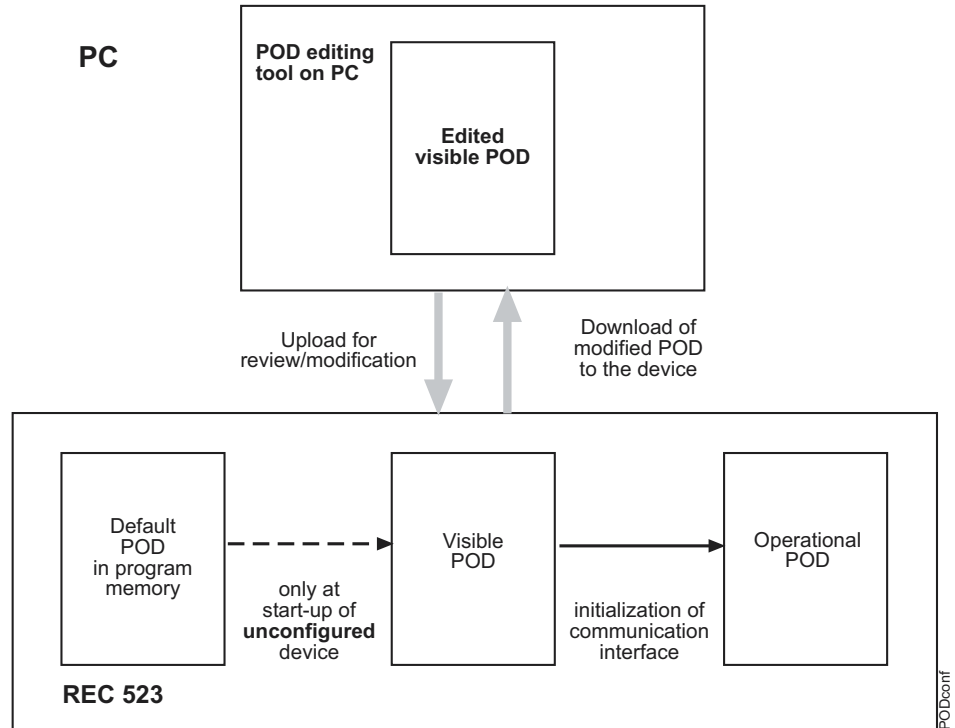 PC
POD editing
tool on PC
Edited
visible POD
Upload for
review/modification
Download of
modified POD
to the device
Default
POD
in program
memory
only at
start-up of
unconfigured
device
Visible
POD
initialization of
communication
interface
Operational
POD
REC 523
PODconf